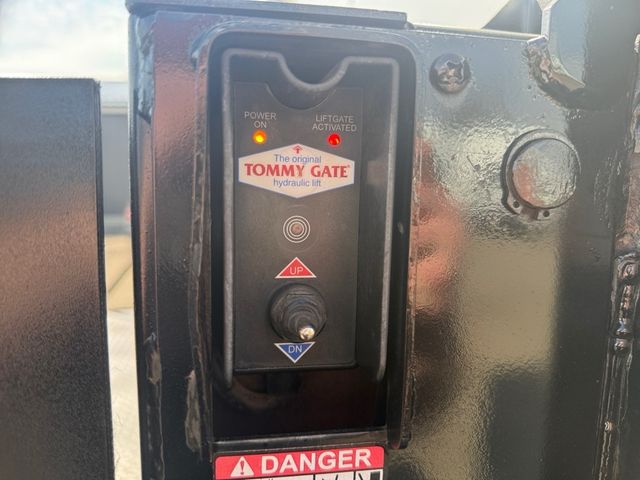 POWER
ON
LIFTGATE
ACTIVATED
The original
TOMMY GATE®
hydraulic lift
UP
DN
DANGER